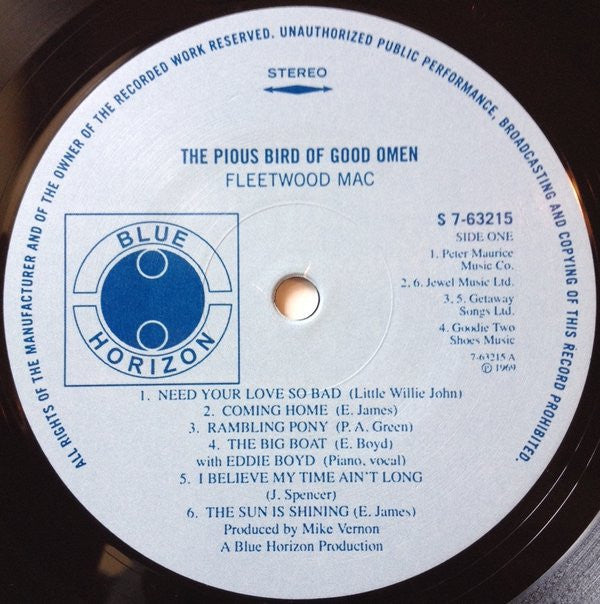 ALL RIGHTS OF THE MANUFACTURER AND OF THE OWNER OF THE RECORDED WORK RESERVED. UNAUTHORIZED PUBLIC PERFORMANCE, BROADCASTING AND COPYING OF THIS RECORD PROHIBITED.
STEREO
THE PIOUS BIRD OF GOOD OMEN
FLEETWOOD MAC
BLUE
HORIZON
S 7-63215
SIDE ONE
1. Peter Maurice
Music Co.
2. 6. Jewel Music Ltd.
3. 5. Getaway
Songs Ltd.
4. Goodie Two
Shoes Music
7-63215 A
Ⓟ 1969
1. NEED YOUR LOVE SO BAD (Little Willie John)
2. COMING HOME (E. James)
3. RAMBLING PONY (P. A. Green)
4. THE BIG BOAT (E. Boyd)
with EDDIE BOYD (Piano, vocal)
5. I BELIEVE MY TIME AIN'T LONG
(J. Spencer)
6. THE SUN IS SHINING (E. James)
Produced by Mike Vernon
A Blue Horizon Production